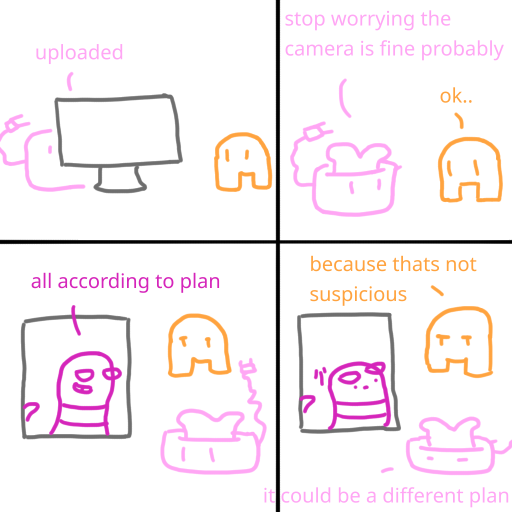 uploaded
stop worrying the
camera is fine probably
ok..
all according to plan
because thats not
suspicious
it could be a different plan